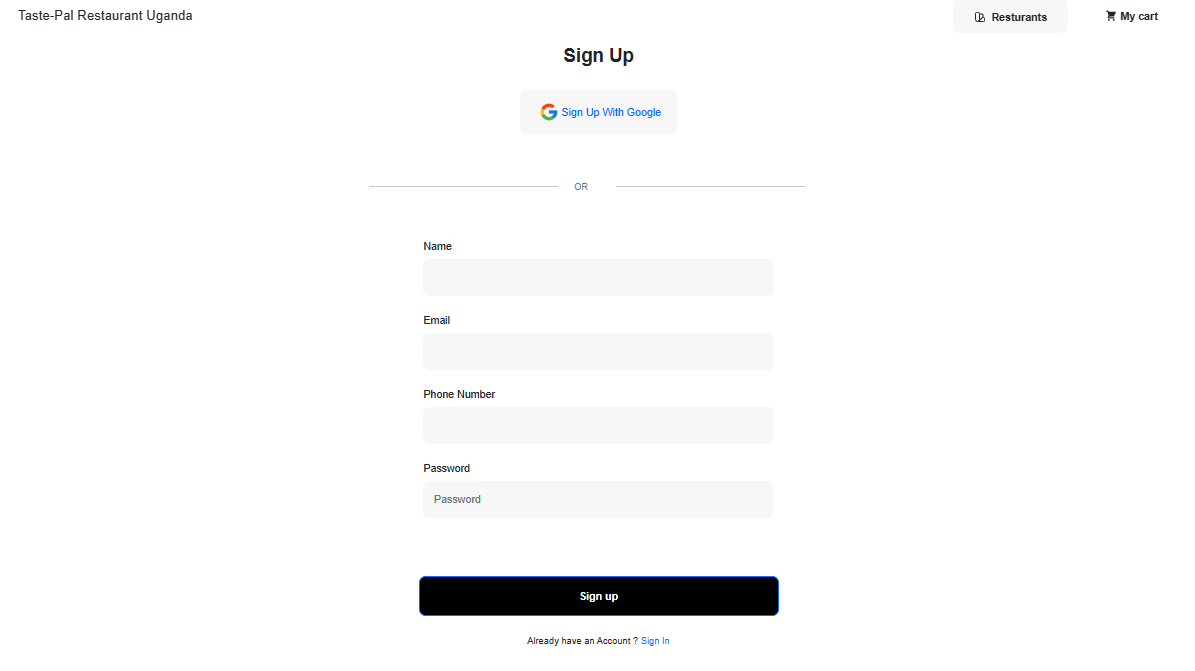 Taste-Pal Restaurant Uganda
Resturants
My cart
Sign Up
Sign Up With Google
OR
Name
Email
Phone Number
Password
Password
Sign up
Already have an Account ? Sign In